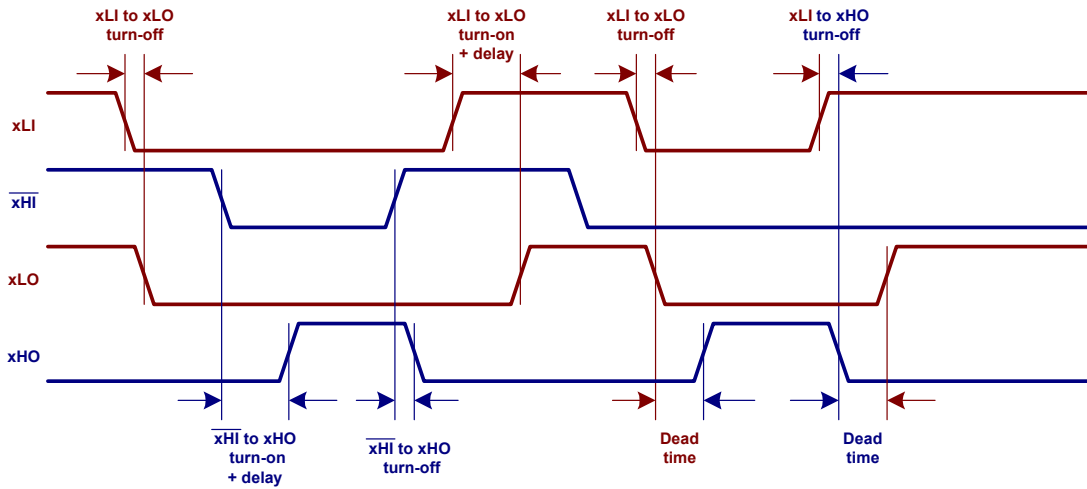 xLI to xLO
turn-off
xLI to xLO
turn-on
+ delay
xLI to xLO
turn-off
xLI to xHO
turn-off
xLI
xHI
xLO
xHO
xHI to xHO
turn-on
+ delay
xHI to xHO
turn-off
Dead
time
Dead
time